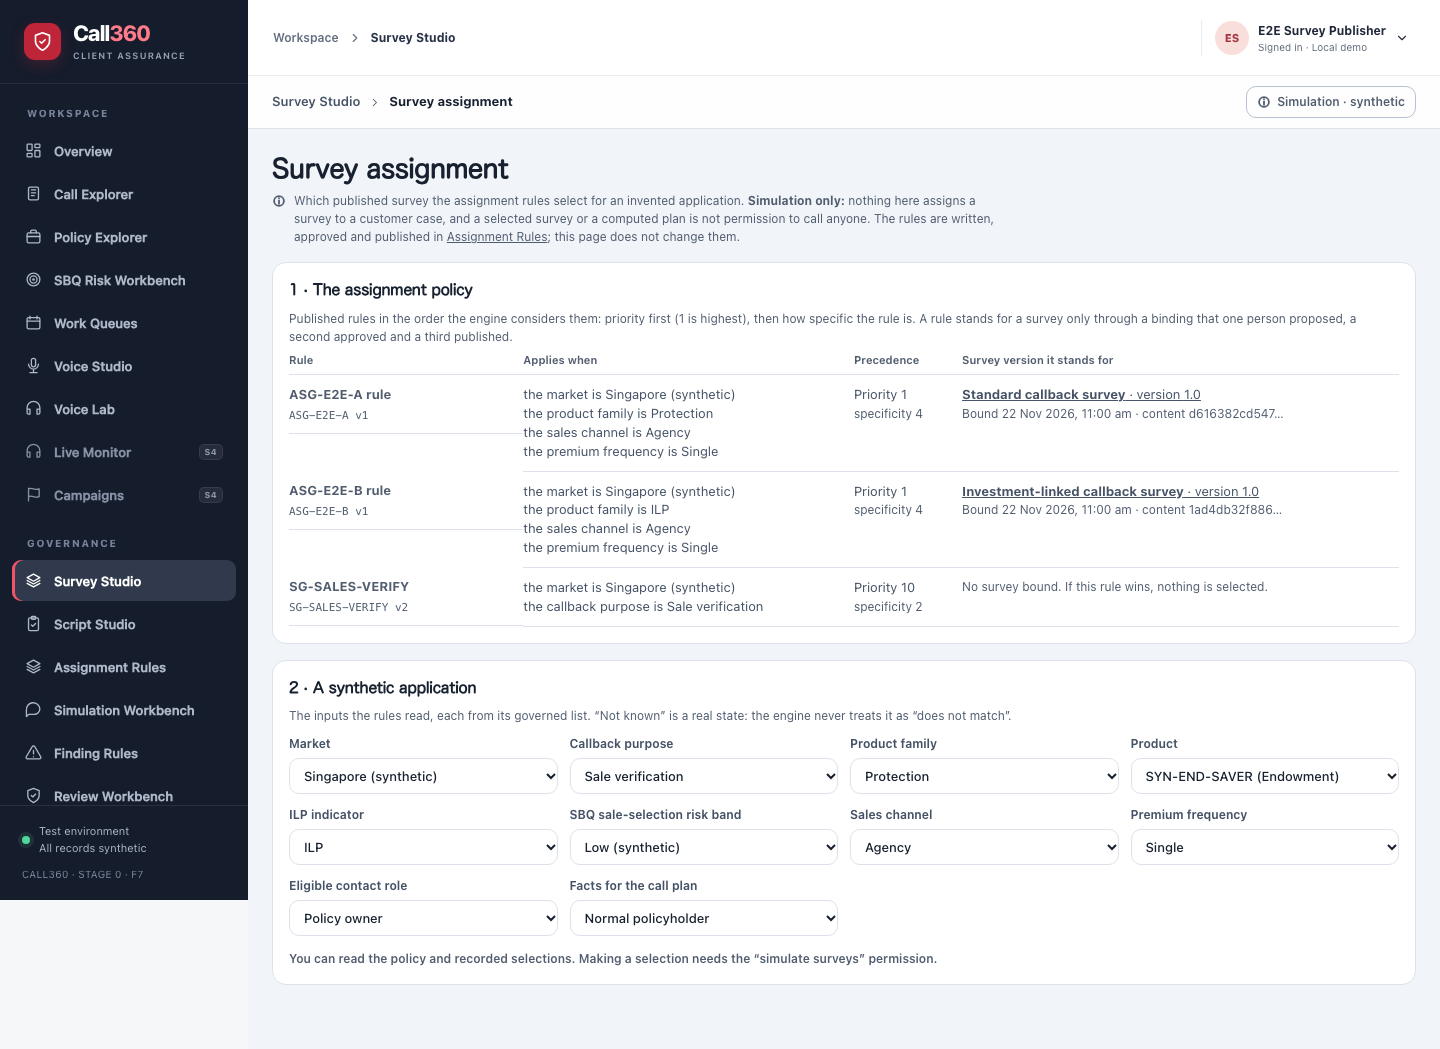 Call360
CLIENT ASSURANCE
WORKSPACE
Overview
Call Explorer
Policy Explorer
SBQ Risk Workbench
Work Queues
Voice Studio
Voice Lab
Live Monitor S4
Campaigns S4
GOVERNANCE
Survey Studio
Script Studio
Assignment Rules
Simulation Workbench
Finding Rules
Review Workbench
Test environment
All records synthetic
CALL360 · STAGE 0 · F7
Workspace > Survey Studio
ES
E2E Survey Publisher
Signed in · Local demo
Survey Studio > Survey assignment
Simulation · synthetic
Survey assignment
Which published survey the assignment rules select for an invented application. Simulation only: nothing here assigns a
survey to a customer case, and a selected survey or a computed plan is not permission to call anyone. The rules are written,
approved and published in Assignment Rules; this page does not change them.
1 · The assignment policy
Published rules in the order the engine considers them: priority first (1 is highest), then how specific the rule is. A rule stands for a survey only through a binding that one person proposed, a
second approved and a third published.
Rule Applies when Precedence Survey version it stands for
ASG-E2E-A rule the market is Singapore (synthetic) Priority 1 Standard callback survey · version 1.0
ASG-E2E-A v1 the product family is Protection specificity 4 Bound 22 Nov 2026, 11:00 am · content d616382cd547…
the sales channel is Agency
the premium frequency is Single
ASG-E2E-B rule the market is Singapore (synthetic) Priority 1 Investment-linked callback survey · version 1.0
ASG-E2E-B v1 the product family is ILP specificity 4 Bound 22 Nov 2026, 11:00 am · content 1ad4db32f886…
the sales channel is Agency
the premium frequency is Single
SG-SALES-VERIFY the market is Singapore (synthetic) Priority 10 No survey bound. If this rule wins, nothing is selected.
SG-SALES-VERIFY v2 the callback purpose is Sale verification specificity 2
2 · A synthetic application
The inputs the rules read, each from its governed list. “Not known” is a real state: the engine never treats it as “does not match”.
Market Callback purpose Product family Product
Singapore (synthetic) Sale verification Protection SYN-END-SAVER (Endowment)
ILP indicator SBQ sale-selection risk band Sales channel Premium frequency
ILP Low (synthetic) Agency Single
Eligible contact role Facts for the call plan
Policy owner Normal policyholder
You can read the policy and recorded selections. Making a selection needs the “simulate surveys” permission.